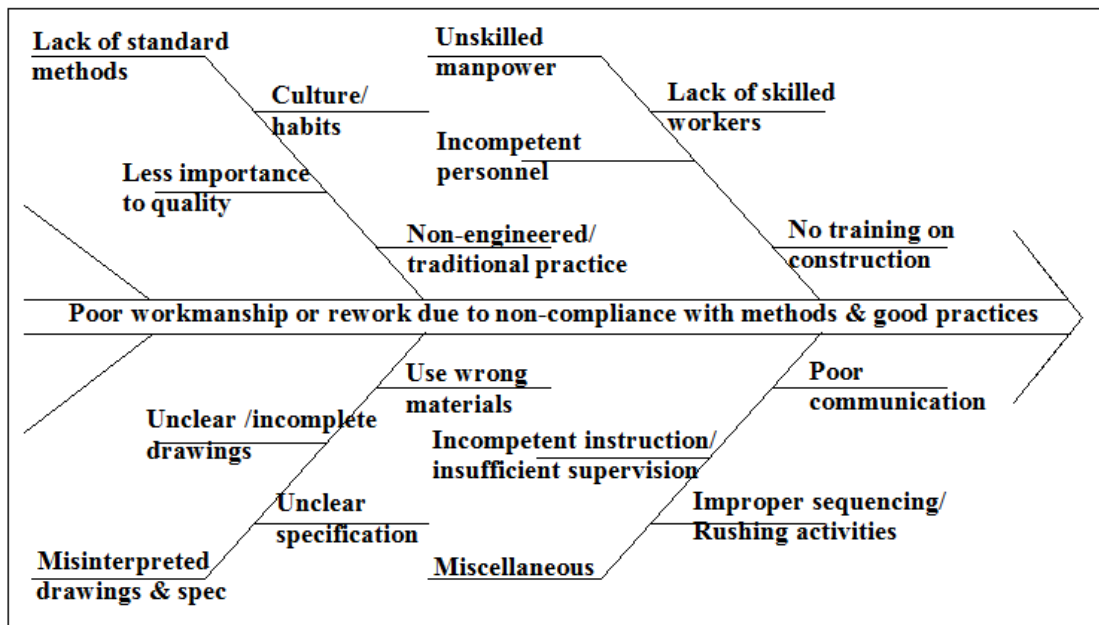 Lack of standard
methods
Culture/
habits
Less importance
to quality
Non-engineered/
traditional practice
Unskilled
manpower
Lack of skilled
workers
Incompetent
personnel
No training on
construction
Poor workmanship or rework due to non-compliance with methods & good practices
Use wrong
materials
Unclear /incomplete
drawings
Unclear
specification
Misinterpreted
drawings & spec
Poor
communication
Incompetent instruction/
insufficient supervision
Improper sequencing/
Rushing activities
Miscellaneous